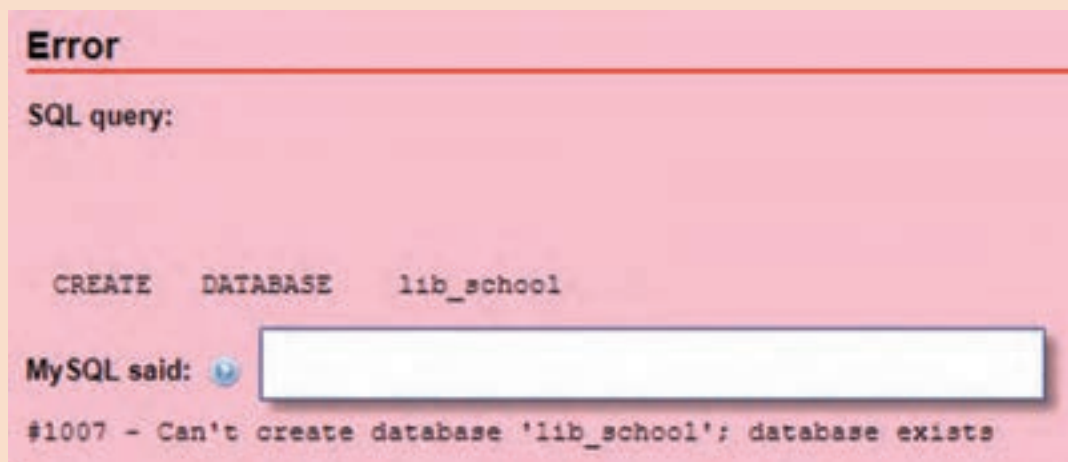 Error
SQL query:
CREATE DATABASE lib_school
MySQL said:
#1007 - Can't create database 'lib_school'; database exists